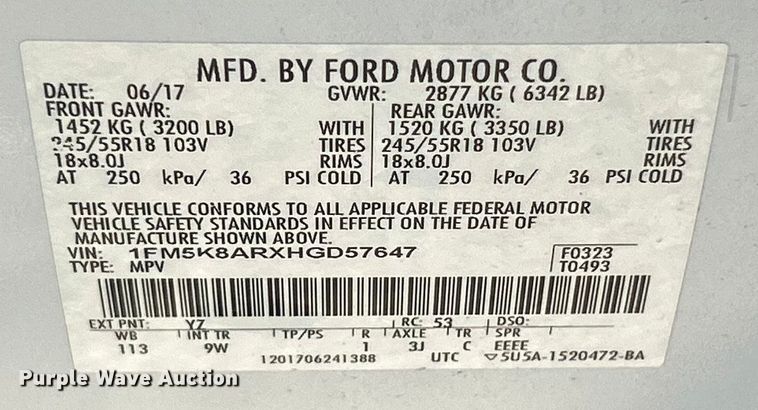 MFD. BY FORD MOTOR CO.
DATE: 06/17 GVWR: 2877 KG ( 6342 LB)
FRONT GAWR: REAR GAWR:
1452 KG ( 3200 LB) WITH 1520 KG ( 3350 LB) WITH
245/55R18 103V TIRES 245/55R18 103V TIRES
18x8.0J RIMS 18x8.0J RIMS
AT 250 kPa/ 36 PSI COLD AT 250 kPa/ 36 PSI COLD
THIS VEHICLE CONFORMS TO ALL APPLICABLE FEDERAL MOTOR
VEHICLE SAFETY STANDARDS IN EFFECT ON THE DATE OF
MANUFACTURE SHOWN ABOVE.
VIN: 1FM5K8ARXHGD57647 F0323
TYPE: MPV T0493
EXT PNT: YZ RC: 53 DSO:
WB INT TR TP/PS R AXLE TR SPR
113 9W 1 3J C EEEE
1201706241388 UTC ▽5U5A-1520472-BA
Purple Wave Auction